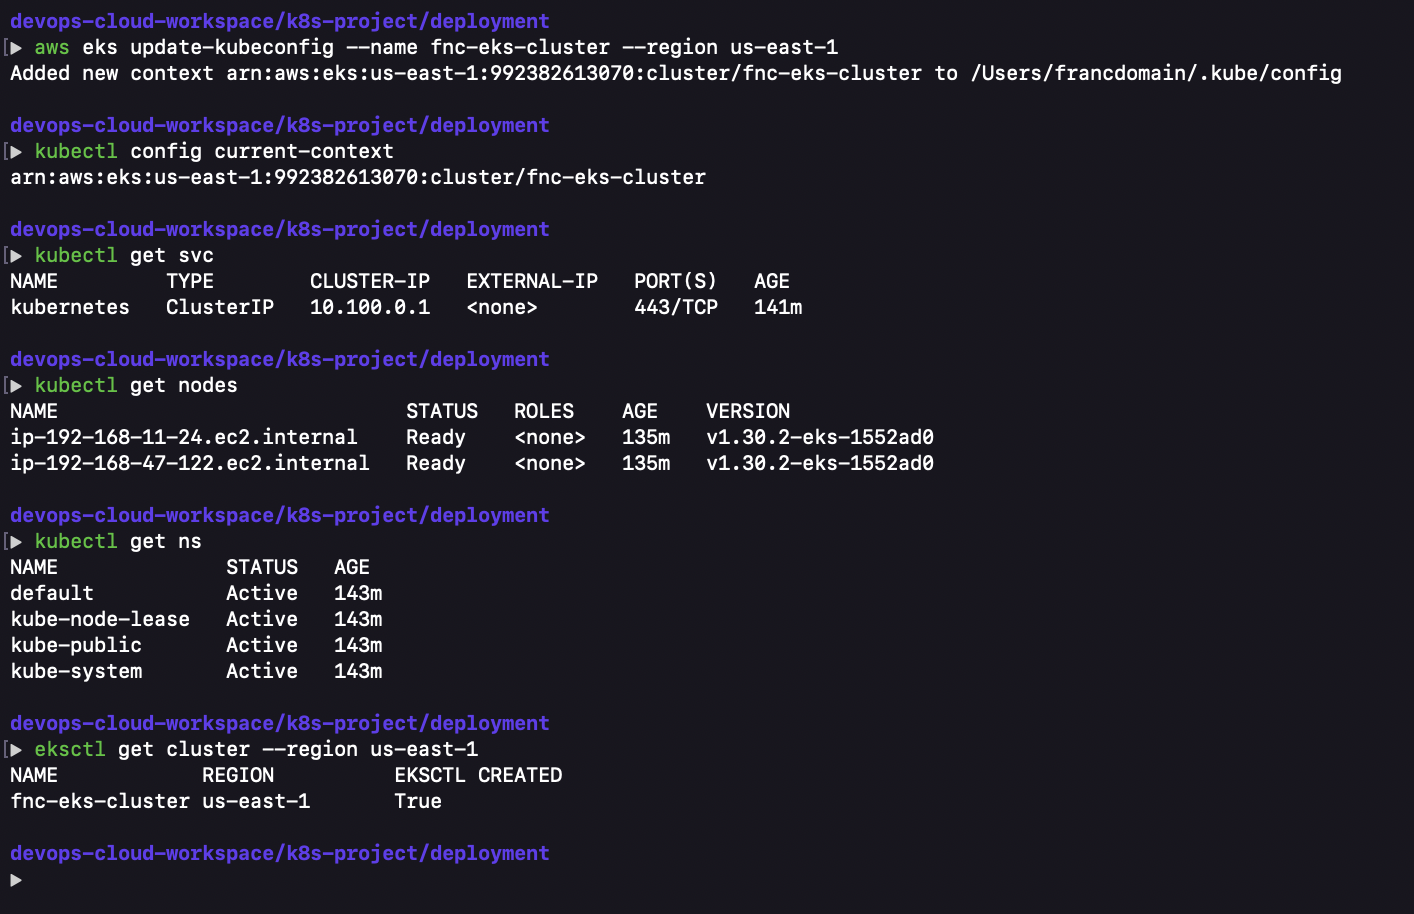 devops-cloud-workspace/k8s-project/deployment
[▶ aws eks update-kubeconfig --name fnc-eks-cluster --region us-east-1
Added new context arn:aws:eks:us-east-1:992382613070:cluster/fnc-eks-cluster to /Users/francdomain/.kube/config
devops-cloud-workspace/k8s-project/deployment
[▶ kubectl config current-context
arn:aws:eks:us-east-1:992382613070:cluster/fnc-eks-cluster
devops-cloud-workspace/k8s-project/deployment
[▶ kubectl get svc
NAME         TYPE        CLUSTER-IP   EXTERNAL-IP   PORT(S)   AGE
kubernetes   ClusterIP   10.100.0.1   <none>        443/TCP   141m
devops-cloud-workspace/k8s-project/deployment
[▶ kubectl get nodes
NAME                             STATUS   ROLES    AGE    VERSION
ip-192-168-11-24.ec2.internal    Ready    <none>   135m   v1.30.2-eks-1552ad0
ip-192-168-47-122.ec2.internal   Ready    <none>   135m   v1.30.2-eks-1552ad0
devops-cloud-workspace/k8s-project/deployment
[▶ kubectl get ns
NAME              STATUS   AGE
default           Active   143m
kube-node-lease   Active   143m
kube-public       Active   143m
kube-system       Active   143m
devops-cloud-workspace/k8s-project/deployment
[▶ eksctl get cluster --region us-east-1
NAME            REGION          EKSCTL CREATED
fnc-eks-cluster us-east-1       True
devops-cloud-workspace/k8s-project/deployment
▶